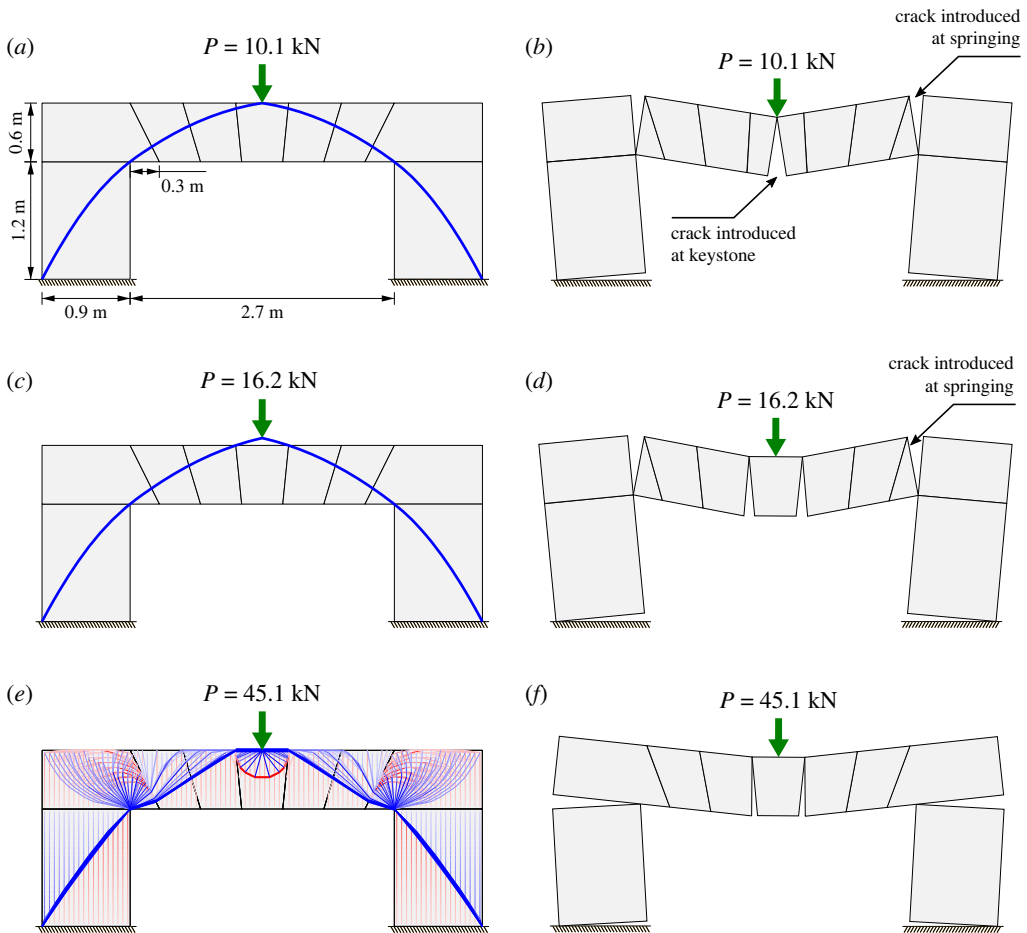 (a)
P = 10.1 kN
0.6 m
1.2 m
0.3 m
0.9 m
2.7 m
(b)
P = 10.1 kN
crack introduced
at springing
crack introduced
at keystone
(c)
P = 16.2 kN
(d)
P = 16.2 kN
crack introduced
at springing
(e)
P = 45.1 kN
(f)
P = 45.1 kN